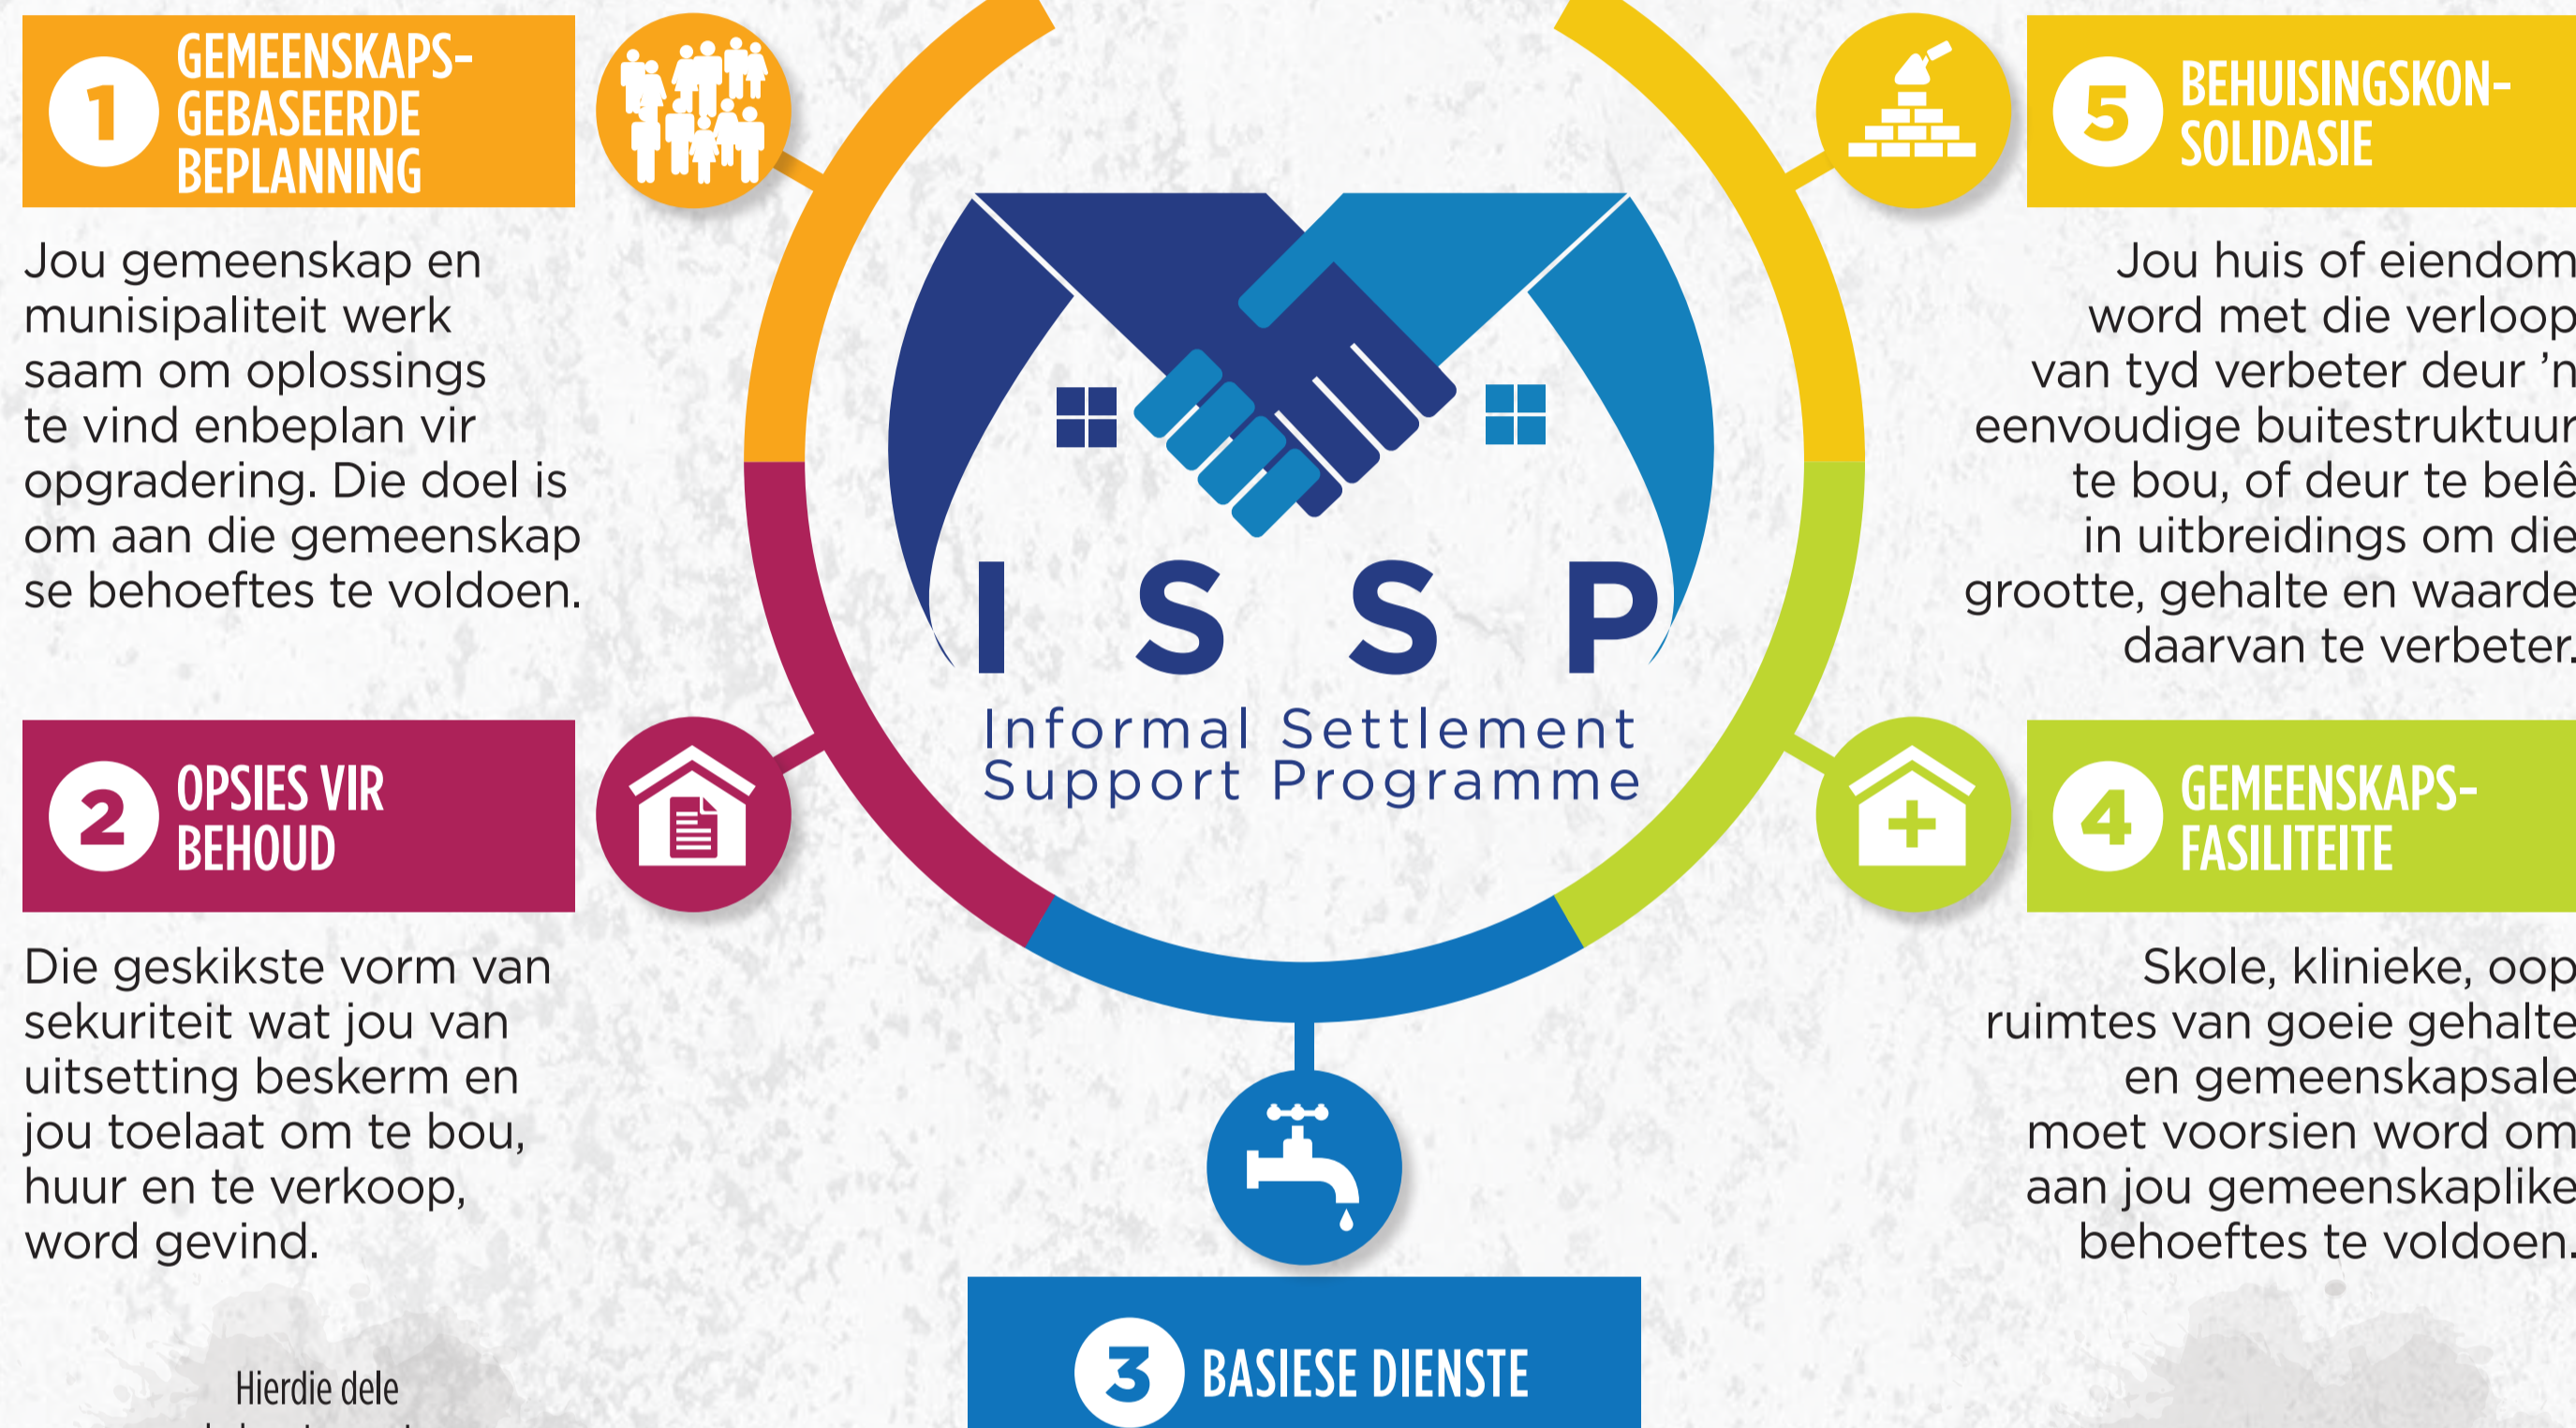 1
GEMEENSKAPS-
GEBASEERDE
BEPLANNING
Jou gemeenskap en
munisipaliteit werk
saam om oplossings
te vind enbeplan vir
opgradering. Die doel is
om aan die gemeenskap
se behoeftes te voldoen.
2
OPSIES VIR
BEHOUD
Die geskikste vorm van
sekuriteit wat jou van
uitsetting beskerm en
jou toelaat om te bou,
huur en te verkoop,
word gevind.
Hierdie dele
I S S P
Informal Settlement
Support Programme
3
BASIESE DIENSTE
5
BEHUISINGSKON-
SOLIDASIE
Jou huis of eiendom
word met die verloop
van tyd verbeter deur ’n
eenvoudige buitestruktuur
te bou, of deur te belê
in uitbreidings om die
grootte, gehalte en waarde
daarvan te verbeter.
4
GEMEENSKAPS-
FASILITEITE
Skole, klinieke, oop
ruimtes van goeie gehalte
en gemeenskapsale
moet voorsien word om
aan jou gemeenskaplike
behoeftes te voldoen.